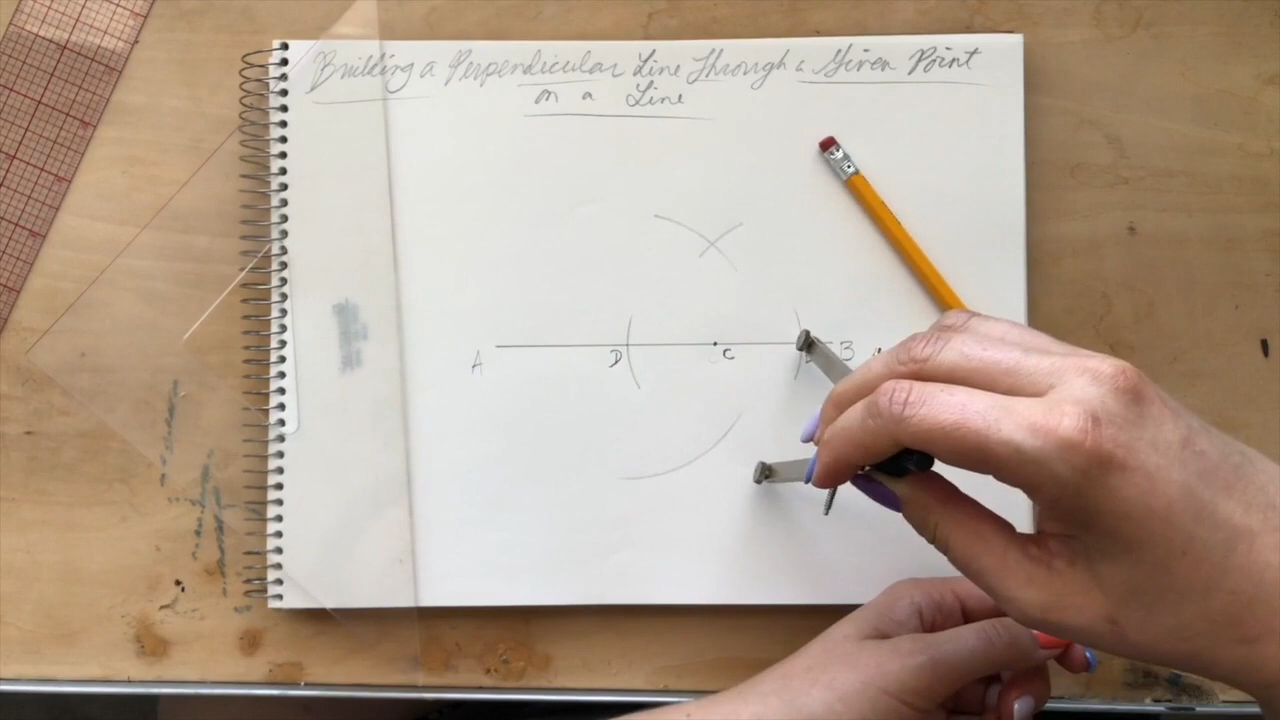 Building a Perpendicular Line Through a Given Point
on a Line
A D C B